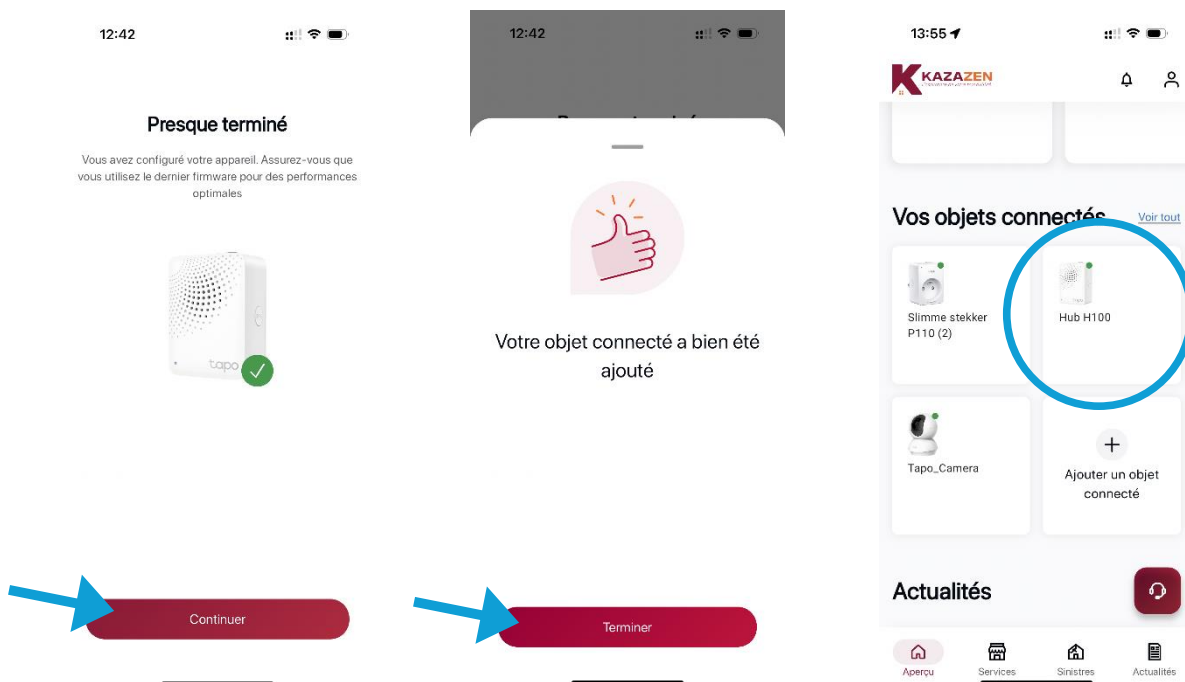 12:42
Presque terminé
Vous avez configuré votre appareil. Assurez-vous que
vous utilisez le dernier firmware pour des performances
optimales
tapo
Continuer
12:42
Votre objet connecté a bien été
ajouté
Terminer
13:55
KAZAZEN
Vos objets connectés
Voir tout
Slimme stekker
P110 (2)
tapo
Hub H100
Tapo_Camera
Ajouter un objet
connecté
Actualités
Aperçu
Services
Sinistres
Actualités